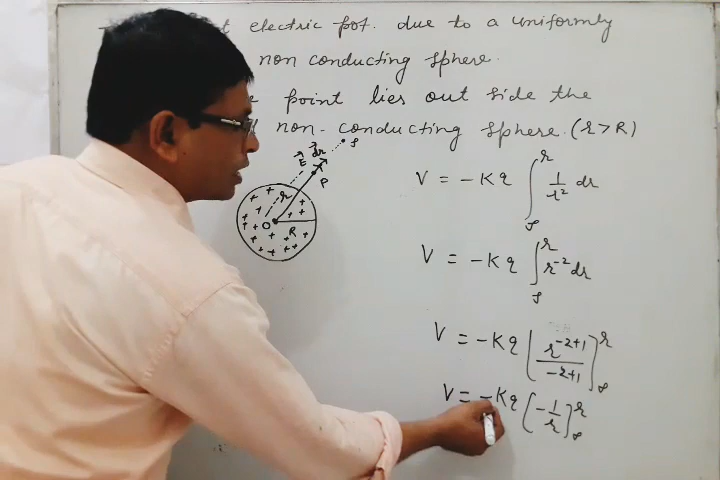 electric pot. due to a uniformly
non conducting sphere.
point lies out side the
non-conducting sphere. (r > R)
V = -Kq ∫_∞^r 1/r² dr
E dr ∞
P
r
O R
V = -Kq ∫_∞^r r⁻² dr
V = -Kq [r⁻²⁺¹/-2+1]_∞^r
V = -Kq [-1/r]_∞^r